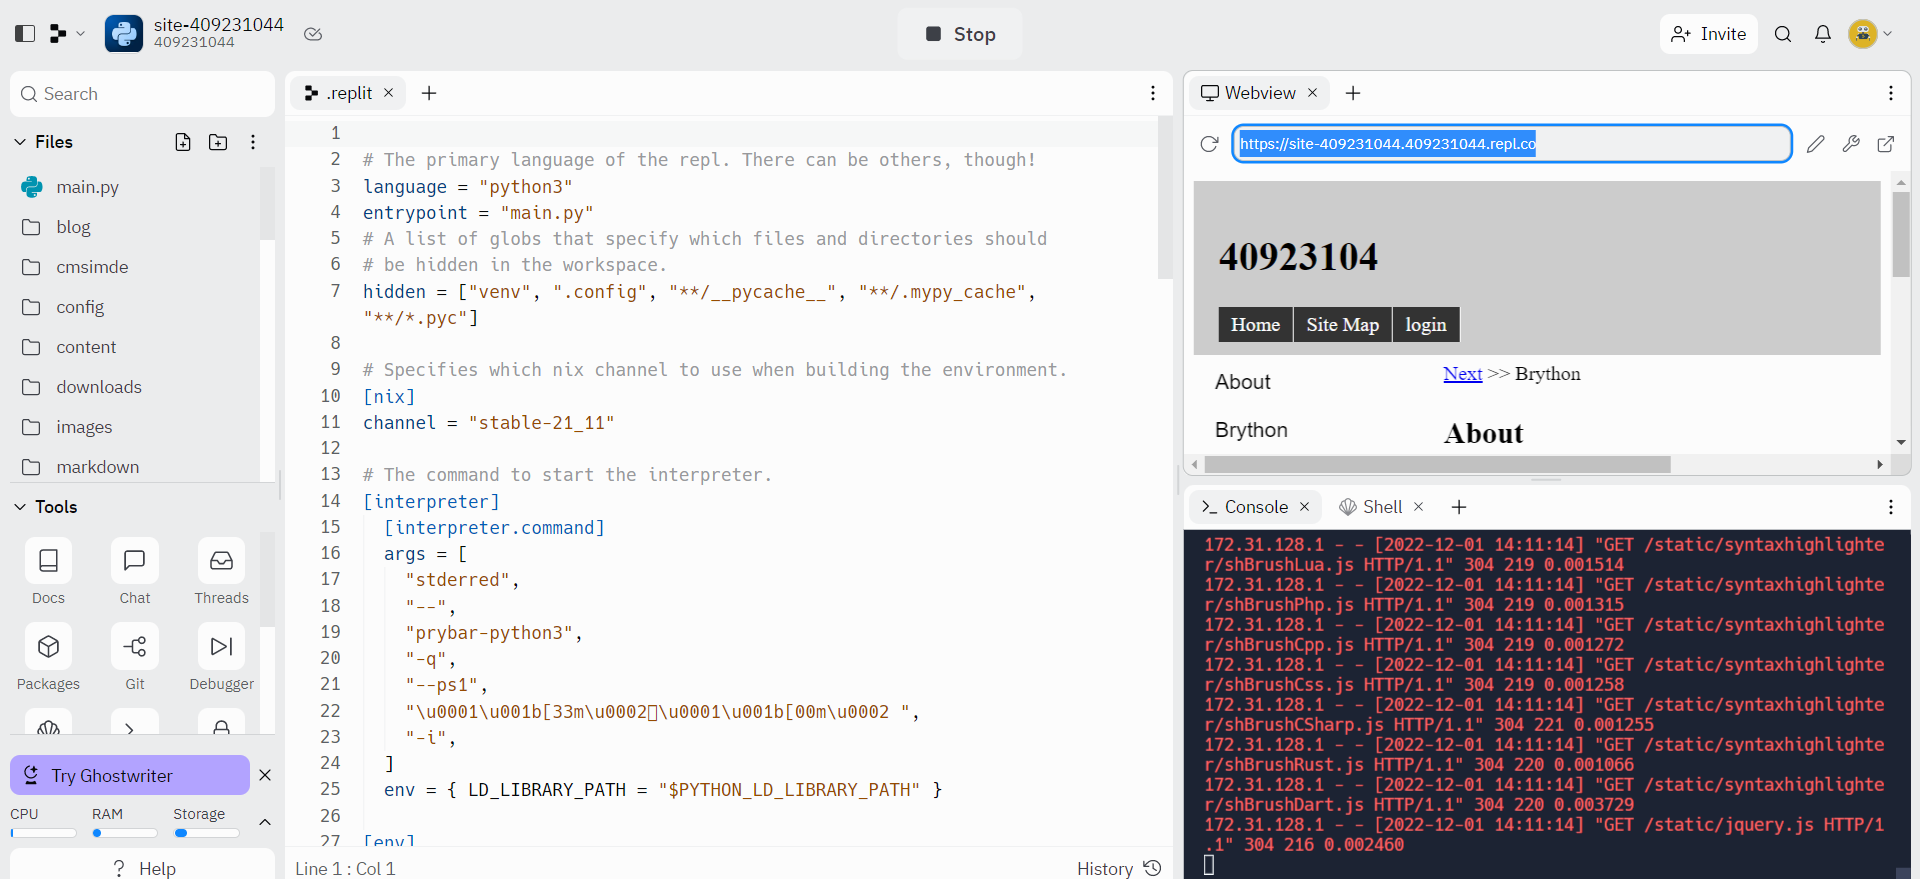 site-409231044
409231044
Stop
Invite
Search
Files
main.py
blog
cmsimde
config
content
downloads
images
markdown
Tools
Docs
Chat
Threads
Packages
Git
Debugger
Try Ghostwriter
CPU
RAM
Storage
? Help
.replit
1
2 # The primary language of the repl. There can be others, though!
3 language = "python3"
4 entrypoint = "main.py"
5 # A list of globs that specify which files and directories should
6 # be hidden in the workspace.
7 hidden = ["venv", ".config", "**/__pycache__", "**/.mypy_cache",
"**/*.pyc"]
8
9 # Specifies which nix channel to use when building the environment.
10 [nix]
11 channel = "stable-21_11"
12
13 # The command to start the interpreter.
14 [interpreter]
15 [interpreter.command]
16 args = [
17 "stderred",
18 "--",
19 "prybar-python3",
20 "-q",
21 "--ps1",
22 "\u0001\u001b[33m\u0002\u0001\u001b[00m\u0002 ",
23 "-i",
24 ]
25 env = { LD_LIBRARY_PATH = "$PYTHON_LD_LIBRARY_PATH" }
26
27 [env]
Line 1 : Col 1
History
Webview
https://site-409231044.409231044.repl.co
40923104
Home
Site Map
login
About
Brython
Next >> Brython
About
Console
Shell
172.31.128.1 - - [2022-12-01 14:11:14] "GET /static/syntaxhighlighte
r/shBrushLua.js HTTP/1.1" 304 219 0.001514
172.31.128.1 - - [2022-12-01 14:11:14] "GET /static/syntaxhighlighte
r/shBrushPhp.js HTTP/1.1" 304 219 0.001315
172.31.128.1 - - [2022-12-01 14:11:14] "GET /static/syntaxhighlighte
r/shBrushCpp.js HTTP/1.1" 304 219 0.001272
172.31.128.1 - - [2022-12-01 14:11:14] "GET /static/syntaxhighlighte
r/shBrushCss.js HTTP/1.1" 304 219 0.001258
172.31.128.1 - - [2022-12-01 14:11:14] "GET /static/syntaxhighlighte
r/shBrushCSharp.js HTTP/1.1" 304 221 0.001255
172.31.128.1 - - [2022-12-01 14:11:14] "GET /static/syntaxhighlighte
r/shBrushRust.js HTTP/1.1" 304 220 0.001066
172.31.128.1 - - [2022-12-01 14:11:14] "GET /static/syntaxhighlighte
r/shBrushDart.js HTTP/1.1" 304 220 0.003729
172.31.128.1 - - [2022-12-01 14:11:14] "GET /static/jquery.js HTTP/1
.1" 304 216 0.002460